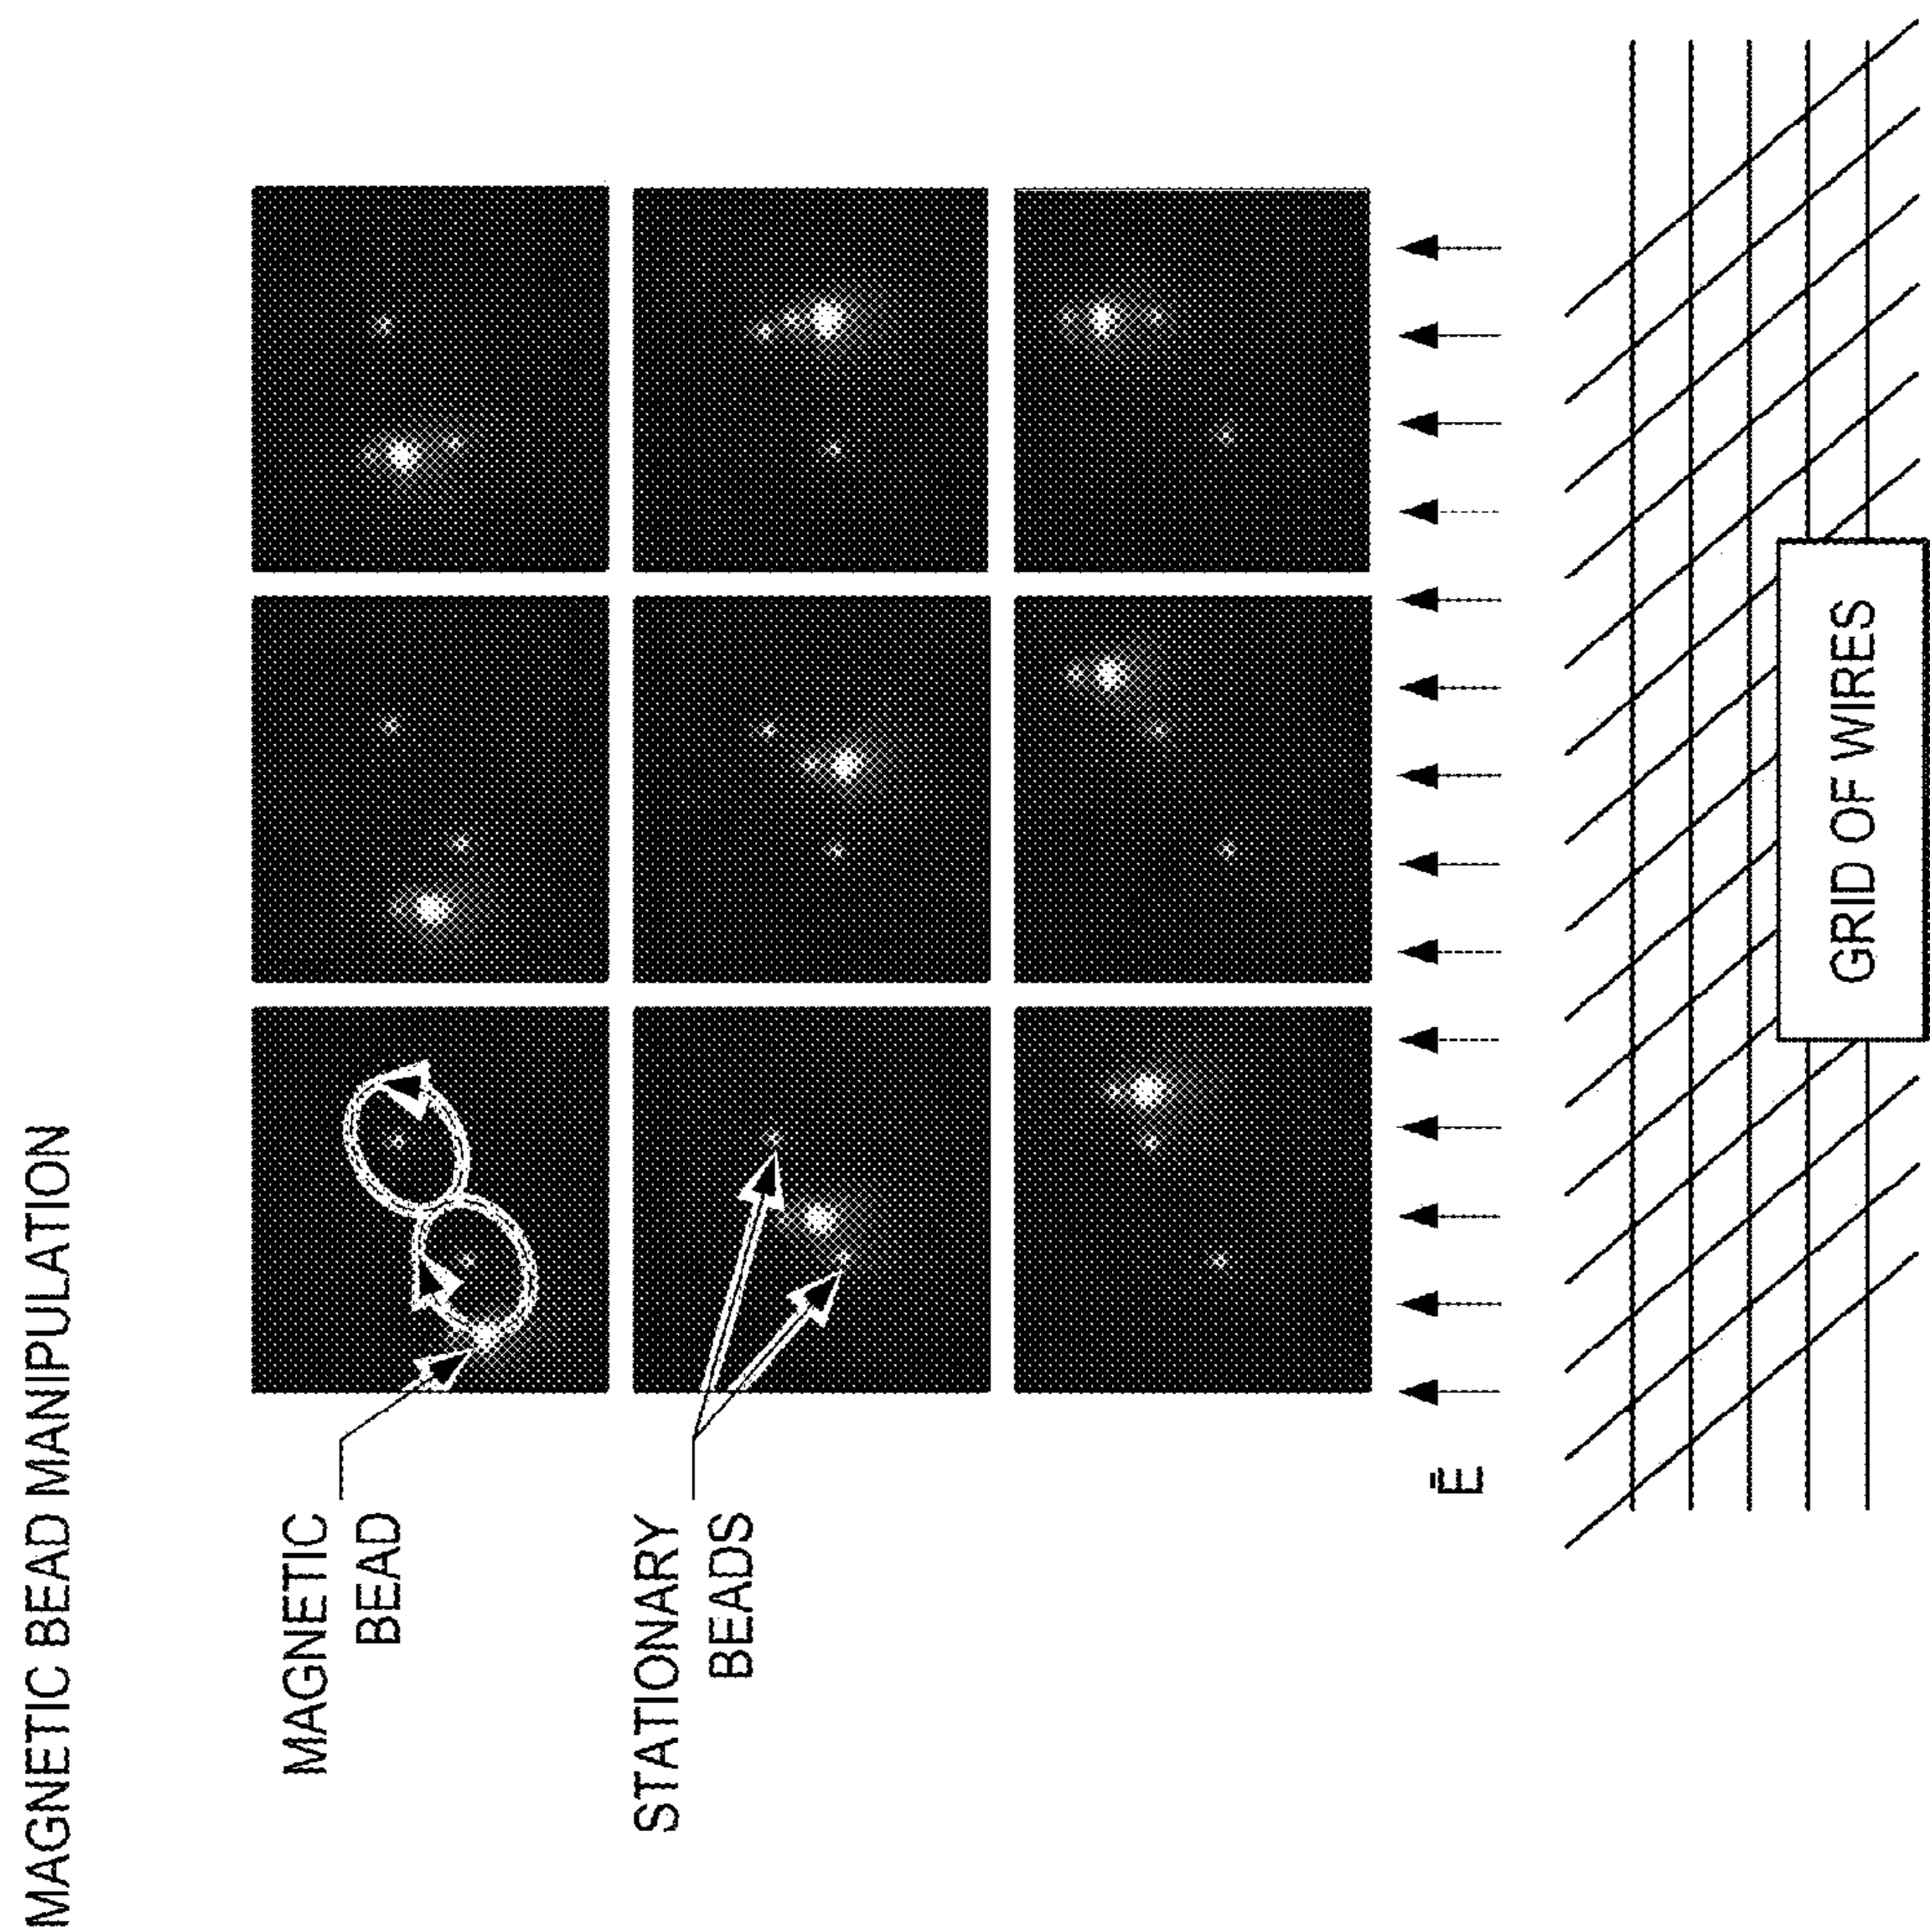 MAGNETIC BEAD MANIPULATION
MAGNETIC
BEAD
STATIONARY
BEADS
Ē
GRID OF WIRES